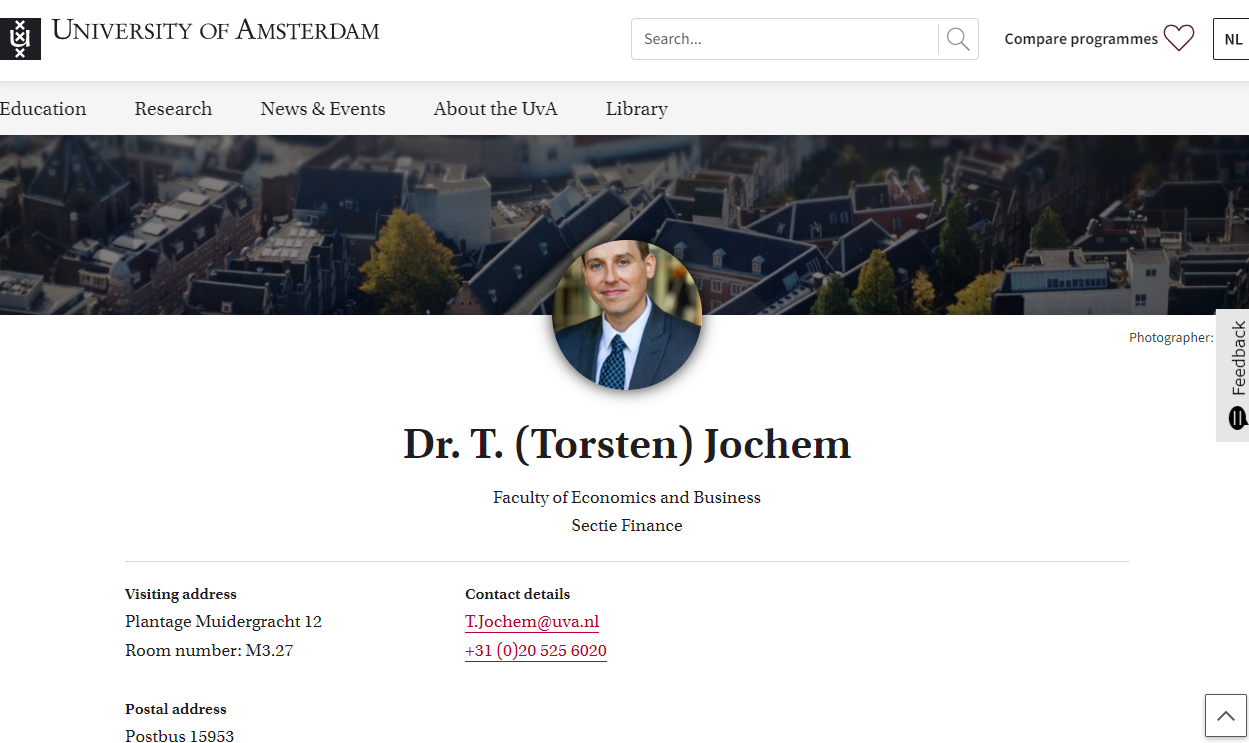 UNIVERSITY OF AMSTERDAM
Search...
Compare programmes
NL
Education
Research
News & Events
About the UvA
Library
Photographer:
Feedback
Dr. T. (Torsten) Jochem
Faculty of Economics and Business
Sectie Finance
Visiting address
Plantage Muidergracht 12
Room number: M3.27
Contact details
T.Jochem@uva.nl
+31 (0)20 525 6020
Postal address
Postbus 15953